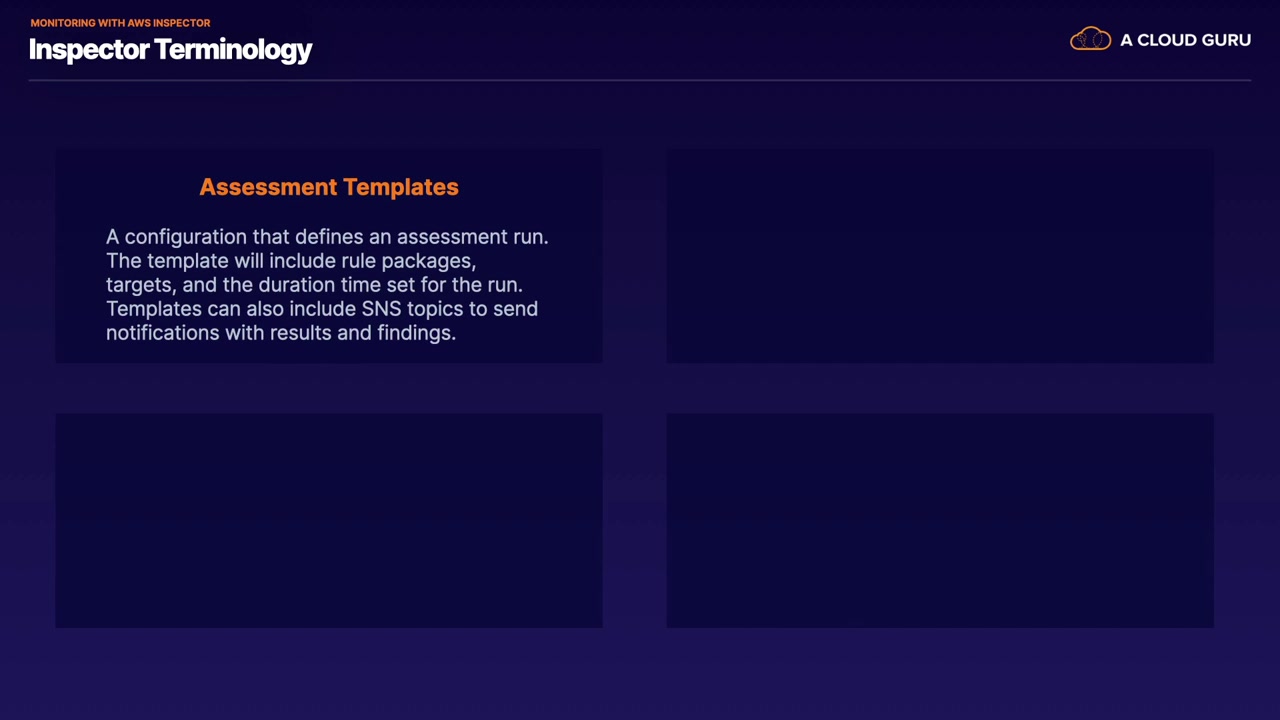 MONITORING WITH AWS INSPECTOR
Inspector Terminology
A CLOUD GURU
Assessment Templates
A configuration that defines an assessment run.
The template will include rule packages,
targets, and the duration time set for the run.
Templates can also include SNS topics to send
notifications with results and findings.